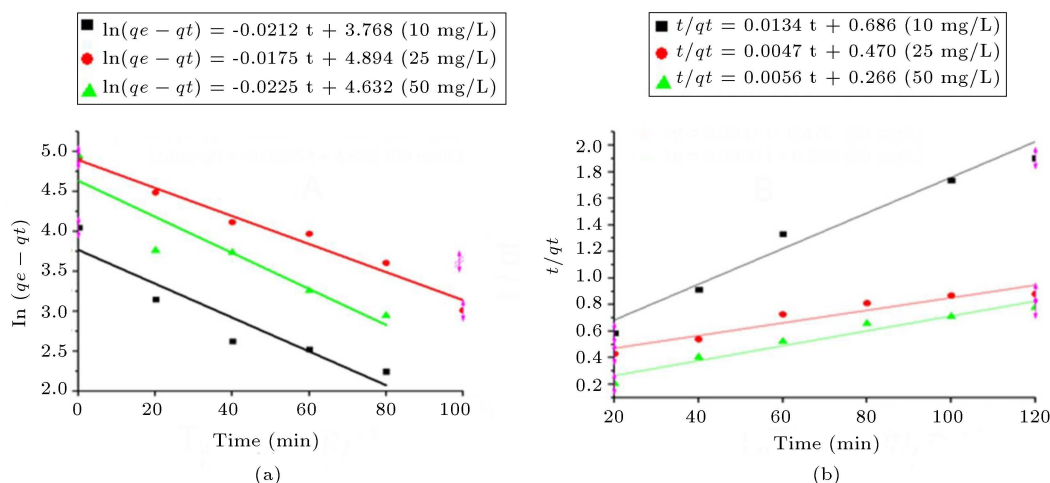 ln(qe − qt) = -0.0212 t + 3.768 (10 mg/L)
ln(qe − qt) = -0.0175 t + 4.894 (25 mg/L)
ln(qe − qt) = -0.0225 t + 4.632 (50 mg/L)
5.0
4.5
4.0
3.5
3.0
2.5
2.0
ln (qe − qt)
0 20 40 60 80 100
Time (min)
(a)
t/qt = 0.0134 t + 0.686 (10 mg/L)
t/qt = 0.0047 t + 0.470 (25 mg/L)
t/qt = 0.0056 t + 0.266 (50 mg/L)
2.0
1.8
1.6
1.4
1.2
1.0
0.8
0.6
0.4
0.2
t/qt
20 40 60 80 100 120
Time (min)
(b)